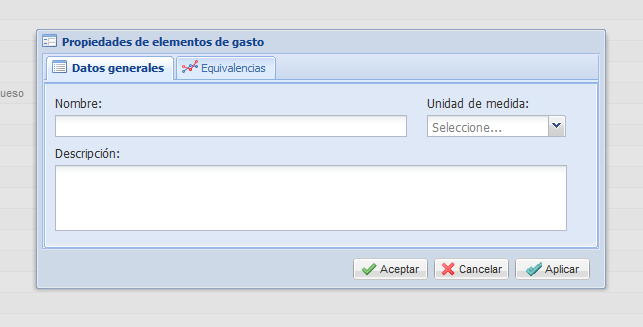 Propiedades de elementos de gasto
Datos generales
Equivalencias
ueso
Nombre:
Unidad de medida:
Seleccione...
Descripción:
Aceptar
Cancelar
Aplicar